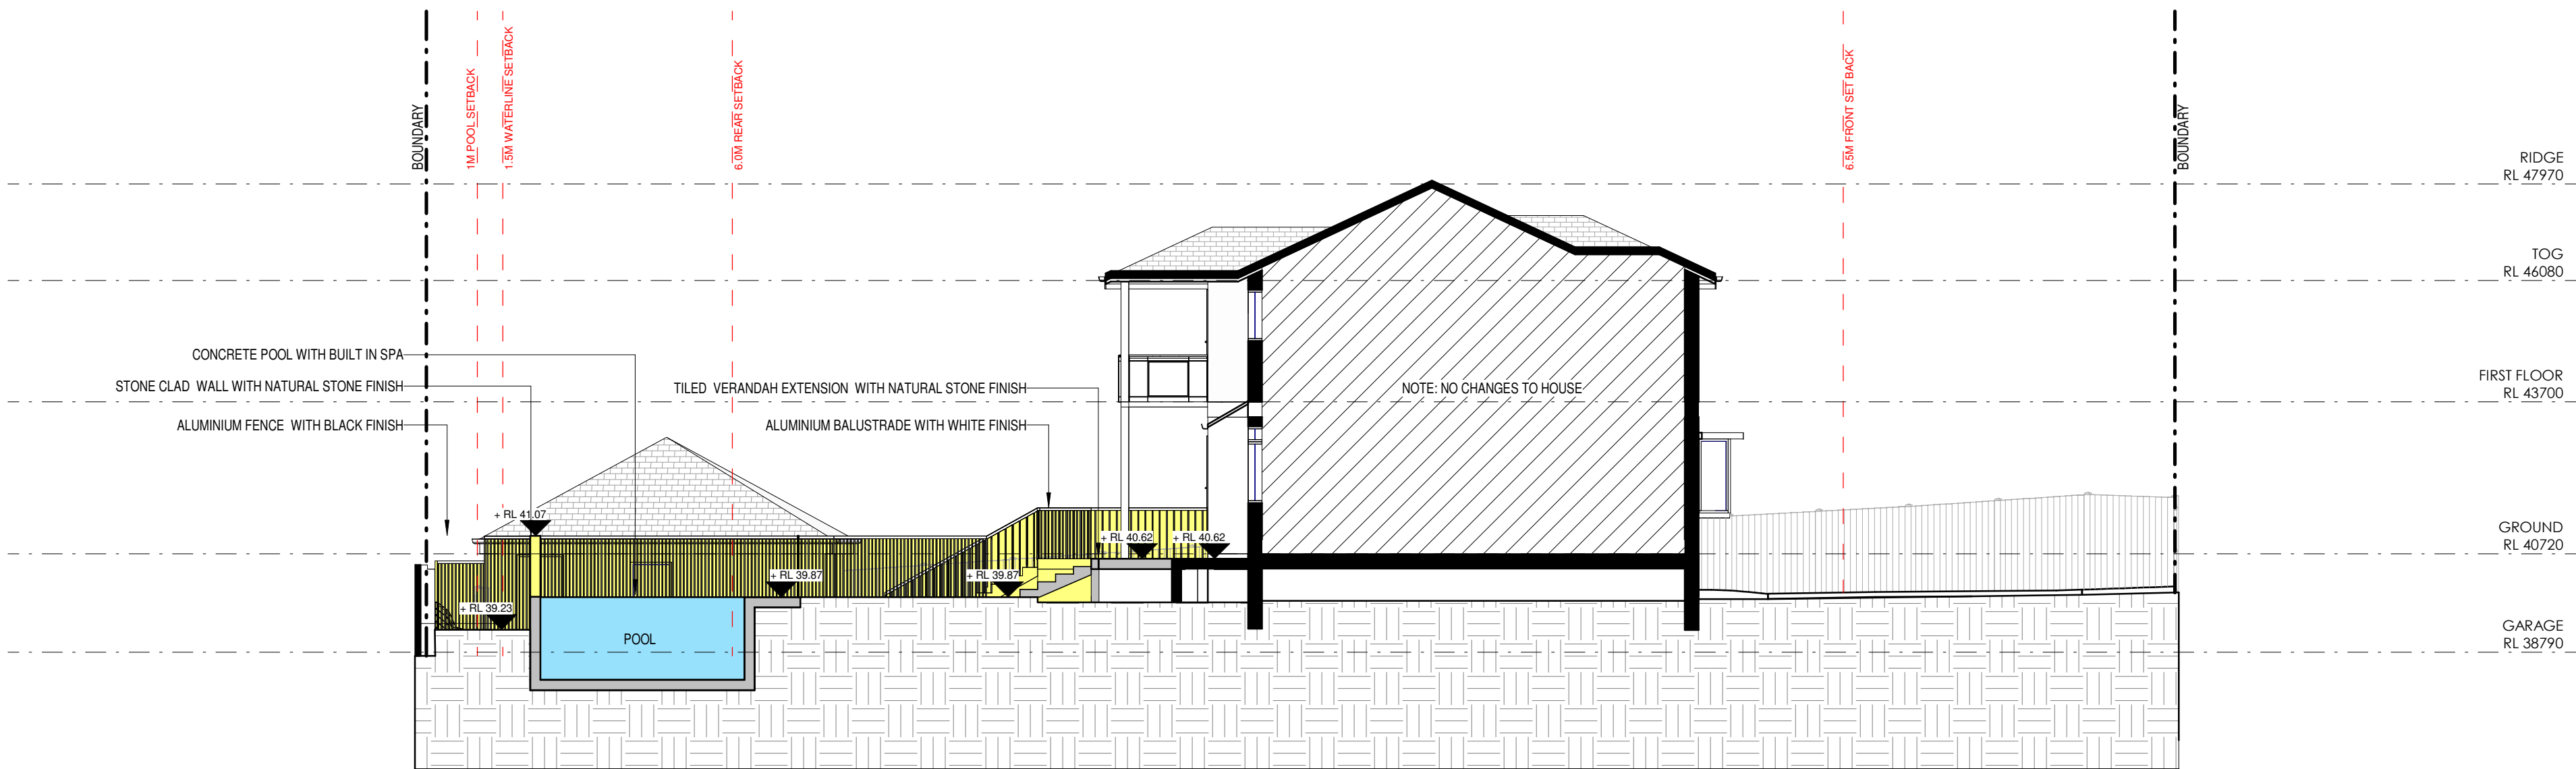 BOUNDARY
1M POOL SETBACK
1.5M WATERLINE SETBACK
6.0M REAR SETBACK
6.5M FRONT SET BACK
BOUNDARY
RIDGE
RL 47970
TOG
RL 46080
CONCRETE POOL WITH BUILT IN SPA
STONE CLAD WALL WITH NATURAL STONE FINISH
TILED VERANDAH EXTENSION WITH NATURAL STONE FINISH
NOTE: NO CHANGES TO HOUSE
FIRST FLOOR
RL 43700
ALUMINIUM FENCE WITH BLACK FINISH
ALUMINIUM BALUSTRADE WITH WHITE FINISH
+ RL 41.07
+ RL 40.62
+ RL 40.62
GROUND
RL 40720
+ RL 39.87
+ RL 39.87
+ RL 39.23
POOL
GARAGE
RL 38790